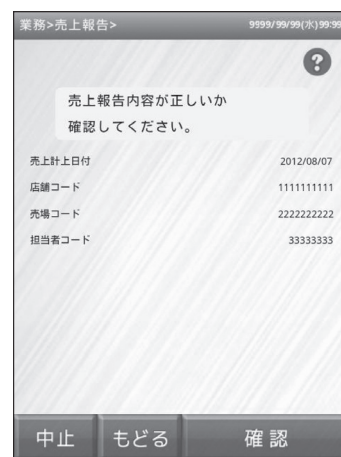 業務>売上報告>
9999/99/99(水)99:99
?
売上報告内容が正しいか
確認してください。
売上計上日付 2012/08/07
店舗コード 1111111111
売場コード 2222222222
担当者コード 33333333
中止 もどる 確認